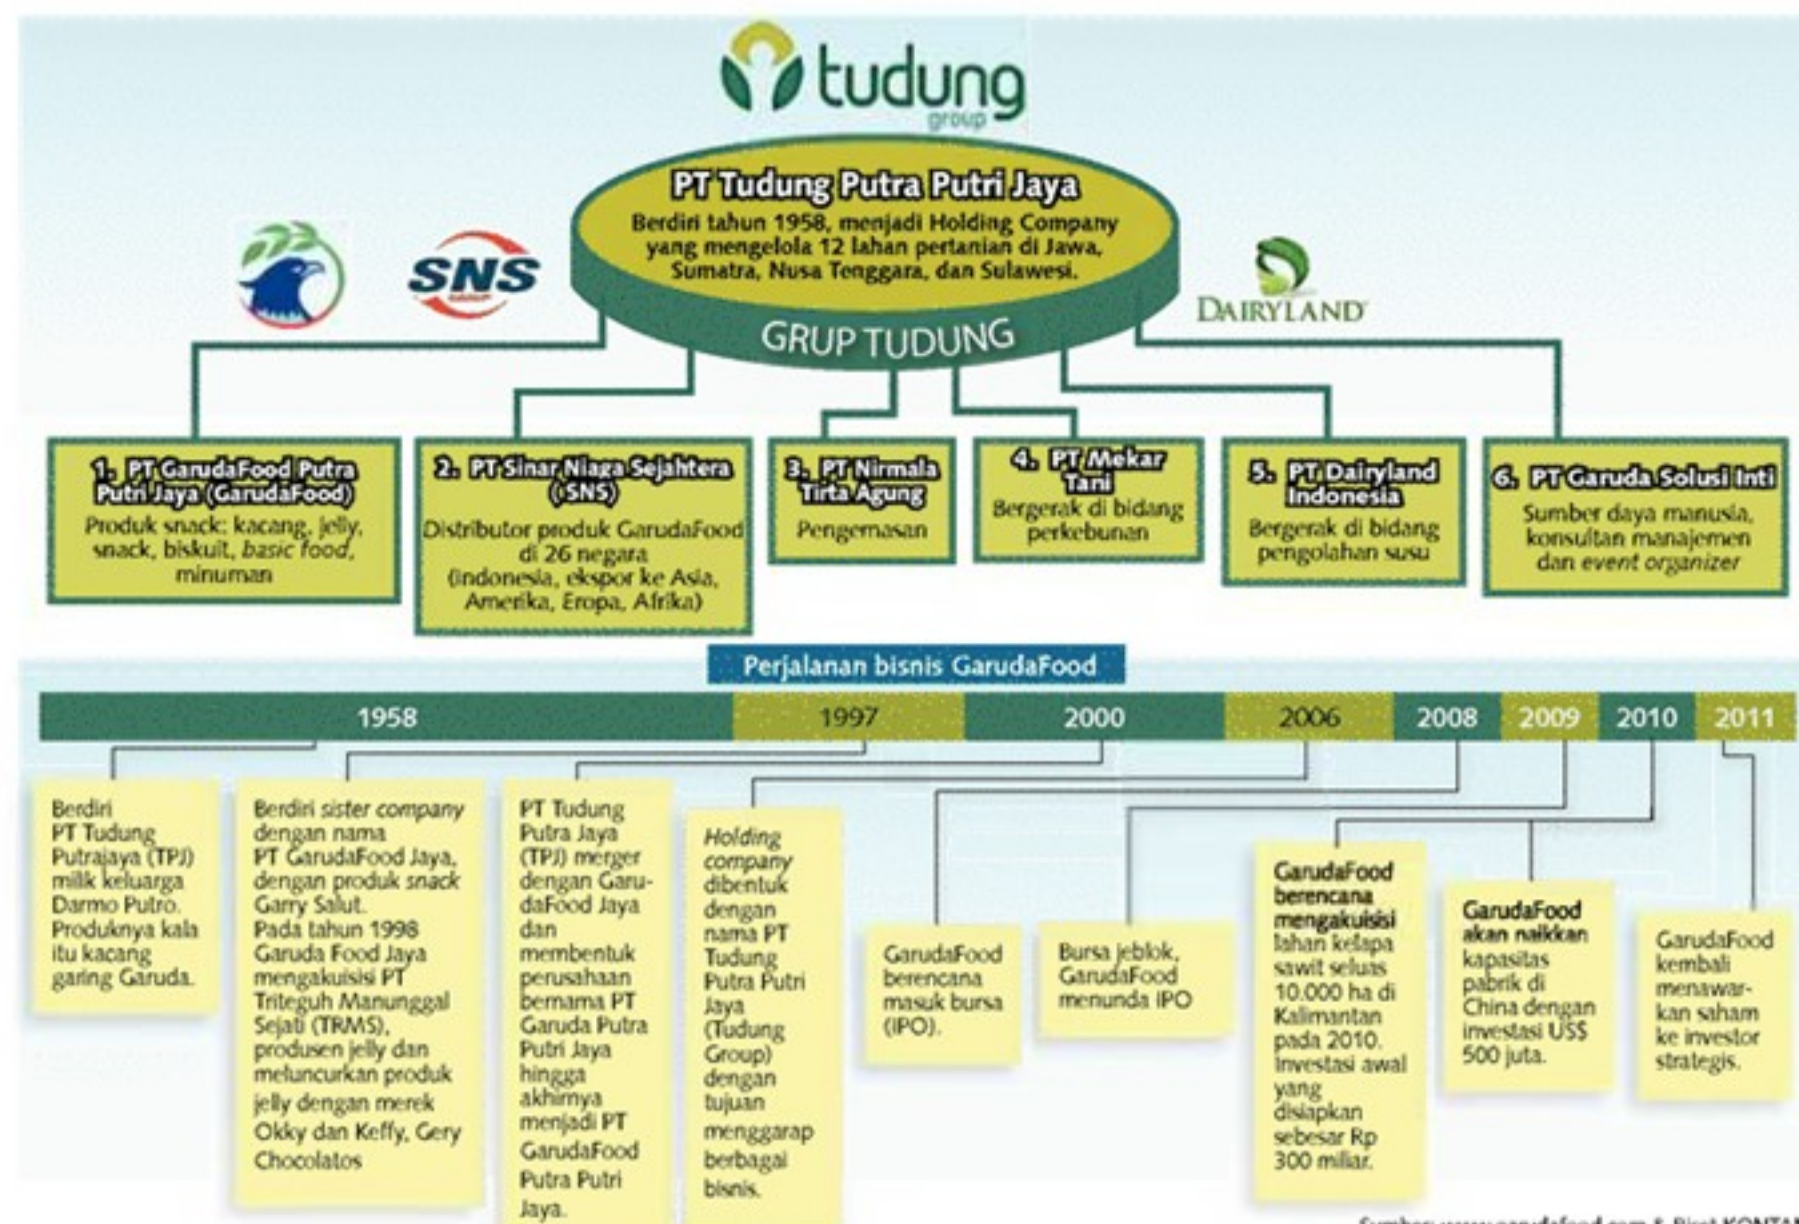 tudung
group
PT Tudung Putra Putri Jaya
Berdiri tahun 1958, menjadi Holding Company
yang mengelola 12 lahan pertanian di Jawa,
Sumatra, Nusa Tenggara, dan Sulawesi.
GRUP TUDUNG
SNS
GROUP
DAIRYLAND
1. PT GarudaFood Putra
Putri Jaya (GarudaFood)
Produk snack: kacang, jelly,
snack, biskuit, basic food,
minuman
2. PT Sinar Niaga Sejahtera
(SNS)
Distributor produk GarudaFood
di 26 negara
(Indonesia, ekspor ke Asia,
Amerika, Eropa, Afrika)
3. PT Nirmala
Tirta Agung
Pengemasan
4. PT Mekar
Tani
Bergerak di bidang
perkebunan
5. PT Dairyland
Indonesia
Bergerak di bidang
pengolahan susu
6. PT Garuda Solusi Inti
Sumber daya manusia,
konsultan manajemen
dan event organizer
Perjalanan bisnis GarudaFood
1958
1997
2000
2006
2008
2009
2010
2011
Berdiri
PT Tudung
Putrajaya (TPJ)
milik keluarga
Darmo Putro.
Produknya kala
itu kacang
garing Garuda.
Berdiri sister company
dengan nama
PT GarudaFood Jaya,
dengan produk snack
Garry Salut.
Pada tahun 1998
Garuda Food Jaya
mengakuisisi PT
Triteguh Manunggal
Sejati (TRMS),
produsen jelly dan
meluncurkan produk
jelly dengan merek
Okky dan Keffy, Gery
Chocolatos
PT Tudung
Putra Jaya
(TPJ) merger
dengan Garu-
daFood Jaya
dan
membentuk
perusahaan
bernama PT
Garuda Putra
Putri Jaya
hingga
akhirnya
menjadi PT
GarudaFood
Putra Putri
Jaya.
Holding
company
dibentuk
dengan
nama PT
Tudung
Putra Putri
Jaya
(Tudung
Group)
dengan
tujuan
menggarap
berbagai
bisnis.
GarudaFood
berencana
masuk bursa
(IPO).
Bursa jeblok,
GarudaFood
menunda IPO
GarudaFood
berencana
mengakuisisi
lahan kelapa
sawit seluas
10.000 ha di
Kalimantan
pada 2010.
Investasi awal
yang
disiapkan
sebesar Rp
300 miliar.
GarudaFood
akan naikkan
kapasitas
pabrik di
China dengan
investasi US$
500 juta.
GarudaFood
kembali
menawar-
kan saham
ke investor
strategis.
Sumber: www.garudafood.com & Riset KONTAN